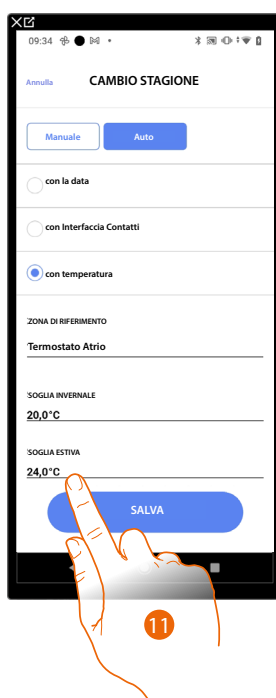 09:34
Annulla CAMBIO STAGIONE
Manuale Auto
con la data
con Interfaccia Contatti
con temperatura
ZONA DI RIFERIMENTO
Termostato Atrio
SOGLIA INVERNALE
20,0°C
SOGLIA ESTIVA
24,0°C
SALVA
11